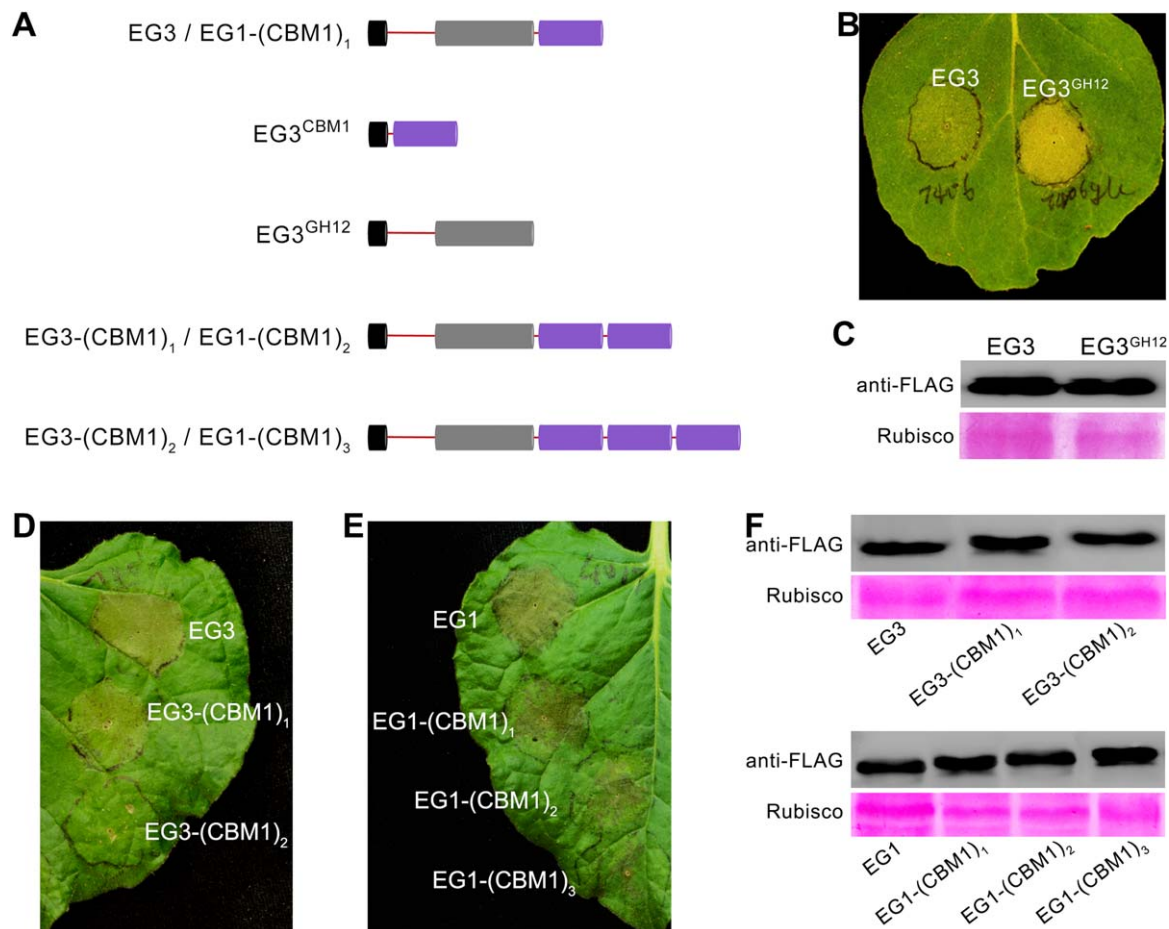 A
EG3 / EG1-(CBM1)₁
EG3ᶜᴮᴹ¹
EG3ᴳᴴ¹²
EG3-(CBM1)₁ / EG1-(CBM1)₂
EG3-(CBM1)₂ / EG1-(CBM1)₃
B
EG3
EG3ᴳᴴ¹²
C
EG3
EG3ᴳᴴ¹²
anti-FLAG
Rubisco
D
EG3
EG3-(CBM1)₁
EG3-(CBM1)₂
E
EG1
EG1-(CBM1)₁
EG1-(CBM1)₂
EG1-(CBM1)₃
F
anti-FLAG
Rubisco
EG3
EG3-(CBM1)₁
EG3-(CBM1)₂
anti-FLAG
Rubisco
EG1
EG1-(CBM1)₁
EG1-(CBM1)₂
EG1-(CBM1)₃